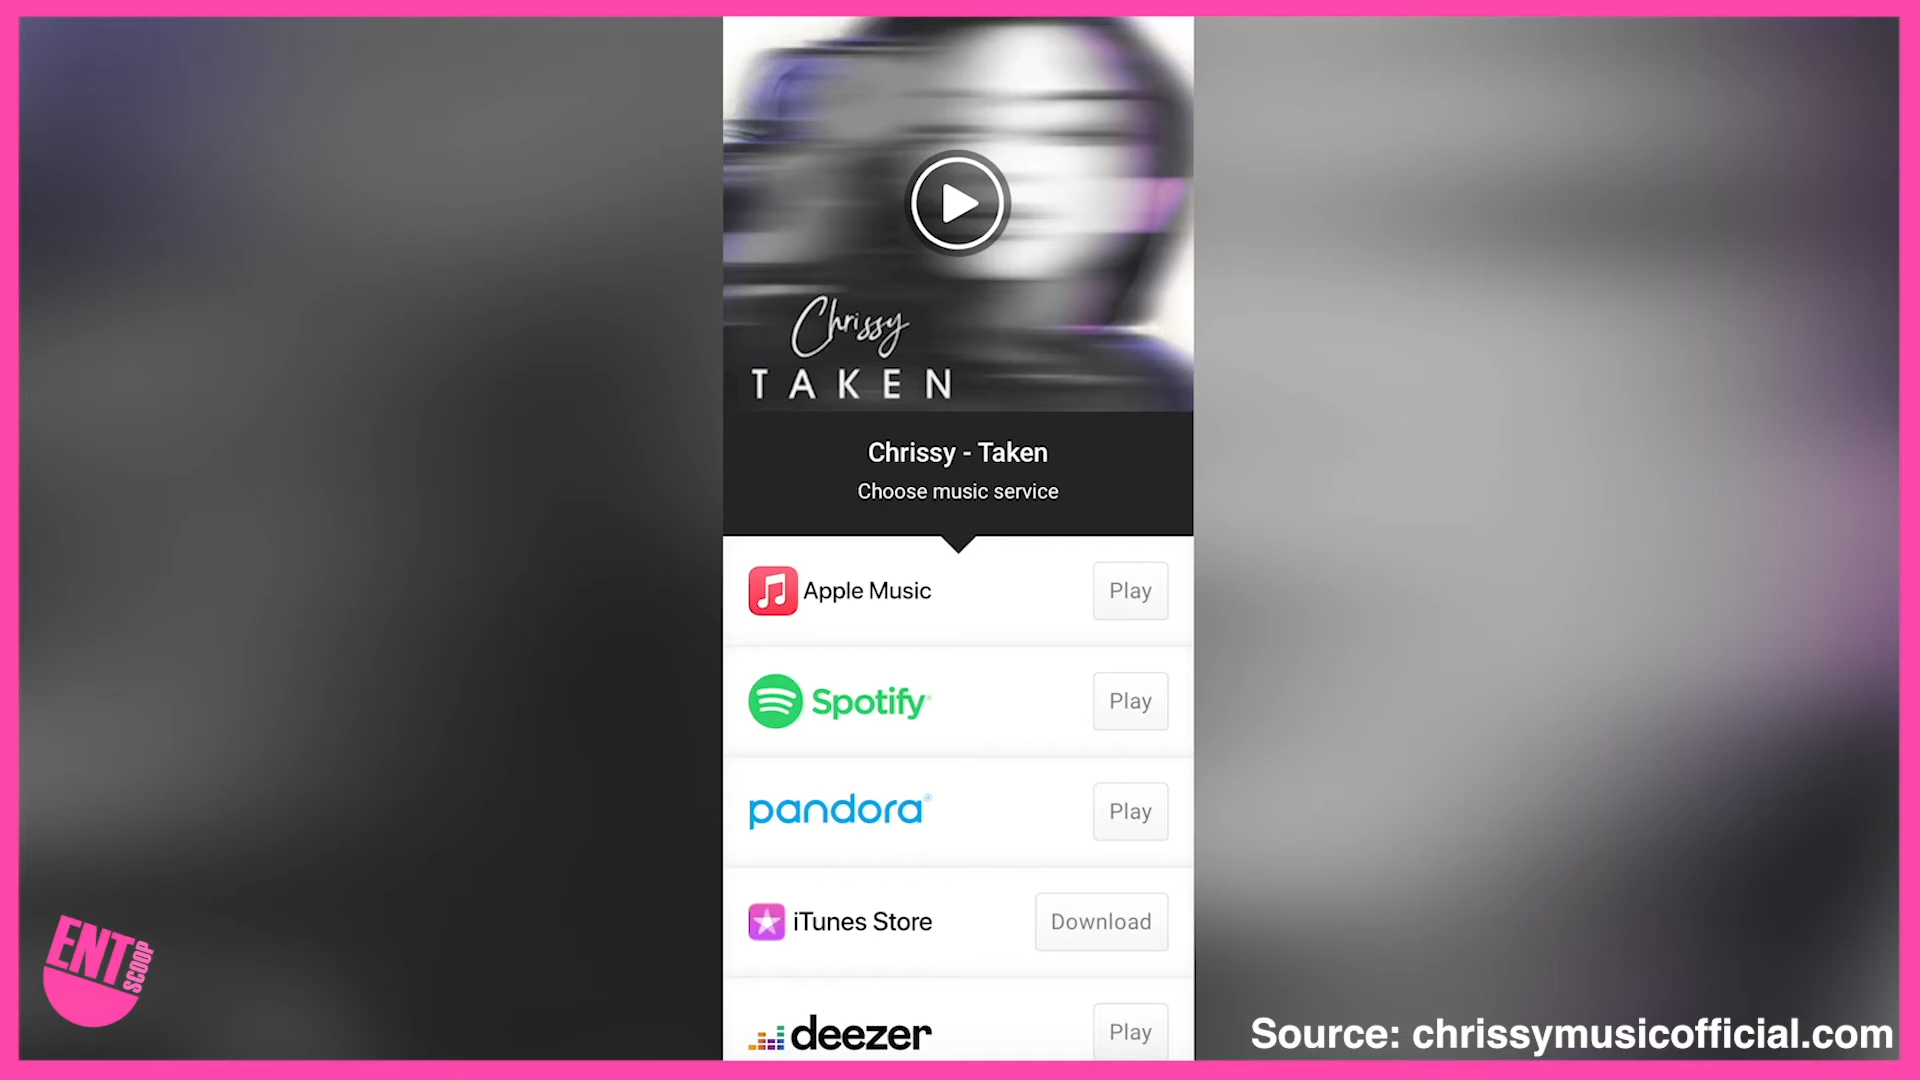 Chrissy
TAKEN
Chrissy - Taken
Choose music service
Apple Music
Play
Spotify
Play
pandora®
Play
iTunes Store
Download
deezer
Play
ENT
SCOOP
Source: chrissymusicofficial.com